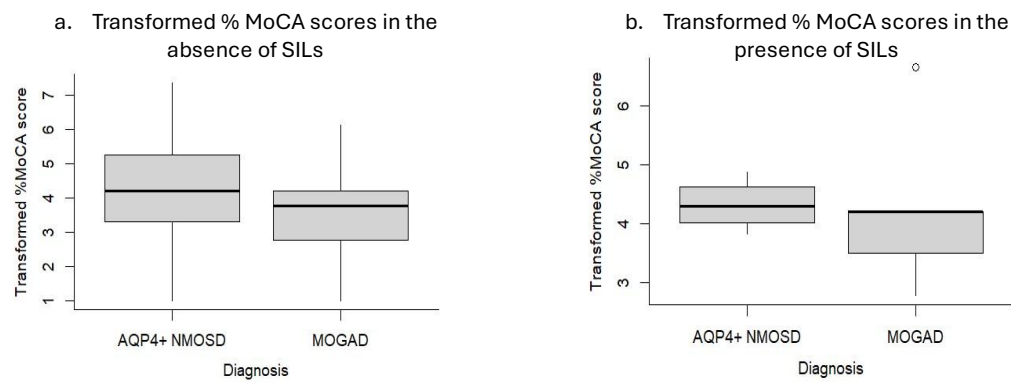 a. Transformed % MoCA scores in the
absence of SILs
Transformed %MoCA score
7
6
5
4
3
2
1
AQP4+ NMOSD
MOGAD
Diagnosis
b. Transformed % MoCA scores in the
presence of SILs
Transformed %MoCA score
6
5
4
3
AQP4+ NMOSD
MOGAD
Diagnosis